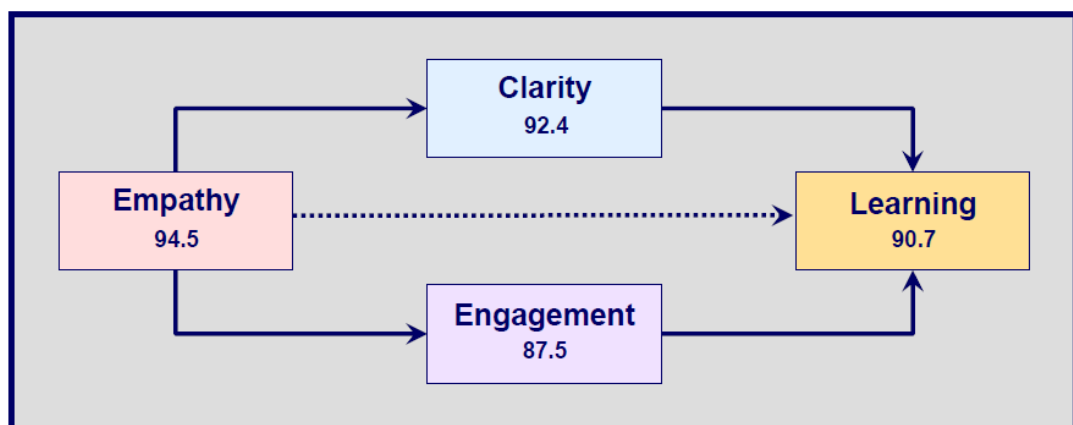 Clarity
92.4
Empathy
94.5
Learning
90.7
Engagement
87.5